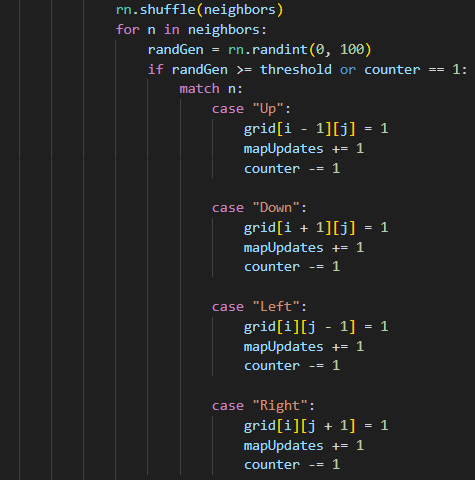 rn.shuffle(neighbors)
for n in neighbors:
randGen = rn.randint(0, 100)
if randGen >= threshold or counter == 1:
match n:
case "Up":
grid[i - 1][j] = 1
mapUpdates += 1
counter -= 1
case "Down":
grid[i + 1][j] = 1
mapUpdates += 1
counter -= 1
case "Left":
grid[i][j - 1] = 1
mapUpdates += 1
counter -= 1
case "Right":
grid[i][j + 1] = 1
mapUpdates += 1
counter -= 1